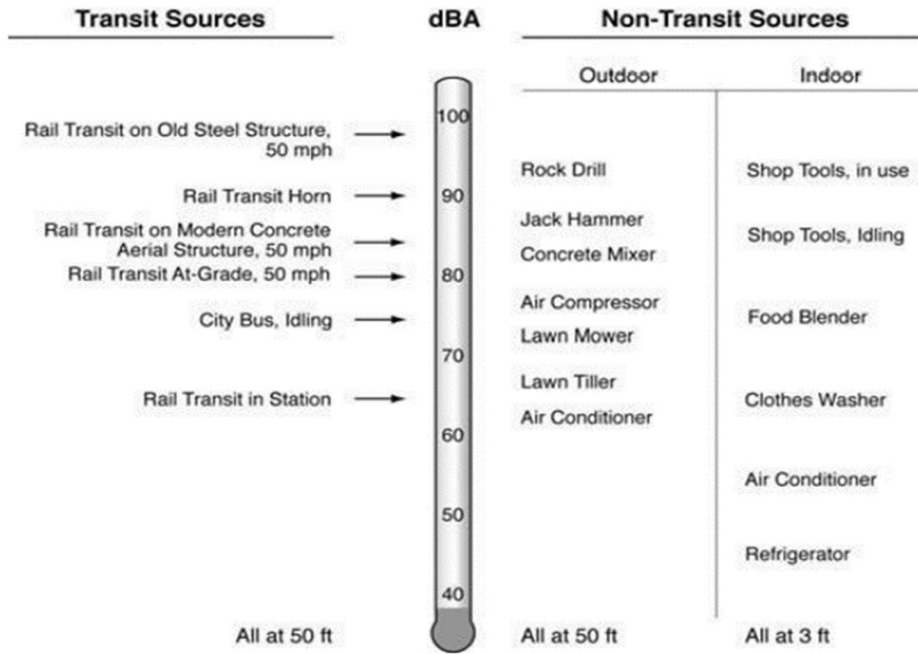 Transit Sources
dBA
Non-Transit Sources
Outdoor
Indoor
Rail Transit on Old Steel Structure,
50 mph
Rail Transit Horn
Rail Transit on Modern Concrete
Aerial Structure, 50 mph
Rail Transit At-Grade, 50 mph
City Bus, Idling
Rail Transit in Station
All at 50 ft
100
90
80
70
60
50
40
Rock Drill
Jack Hammer
Concrete Mixer
Air Compressor
Lawn Mower
Lawn Tiller
Air Conditioner
All at 50 ft
Shop Tools, in use
Shop Tools, Idling
Food Blender
Clothes Washer
Air Conditioner
Refrigerator
All at 3 ft